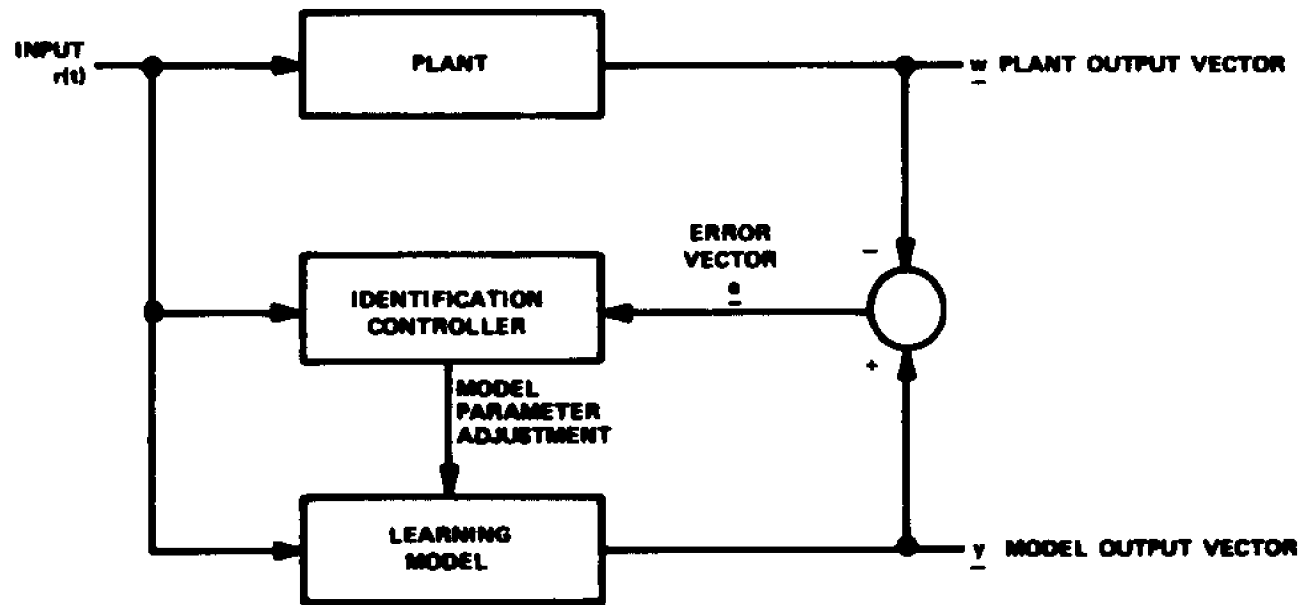 INPUT
r(t)
PLANT
w PLANT OUTPUT VECTOR
ERROR
VECTOR
e
−
IDENTIFICATION
CONTROLLER
+
MODEL
PARAMETER
ADJUSTMENT
LEARNING
MODEL
y MODEL OUTPUT VECTOR